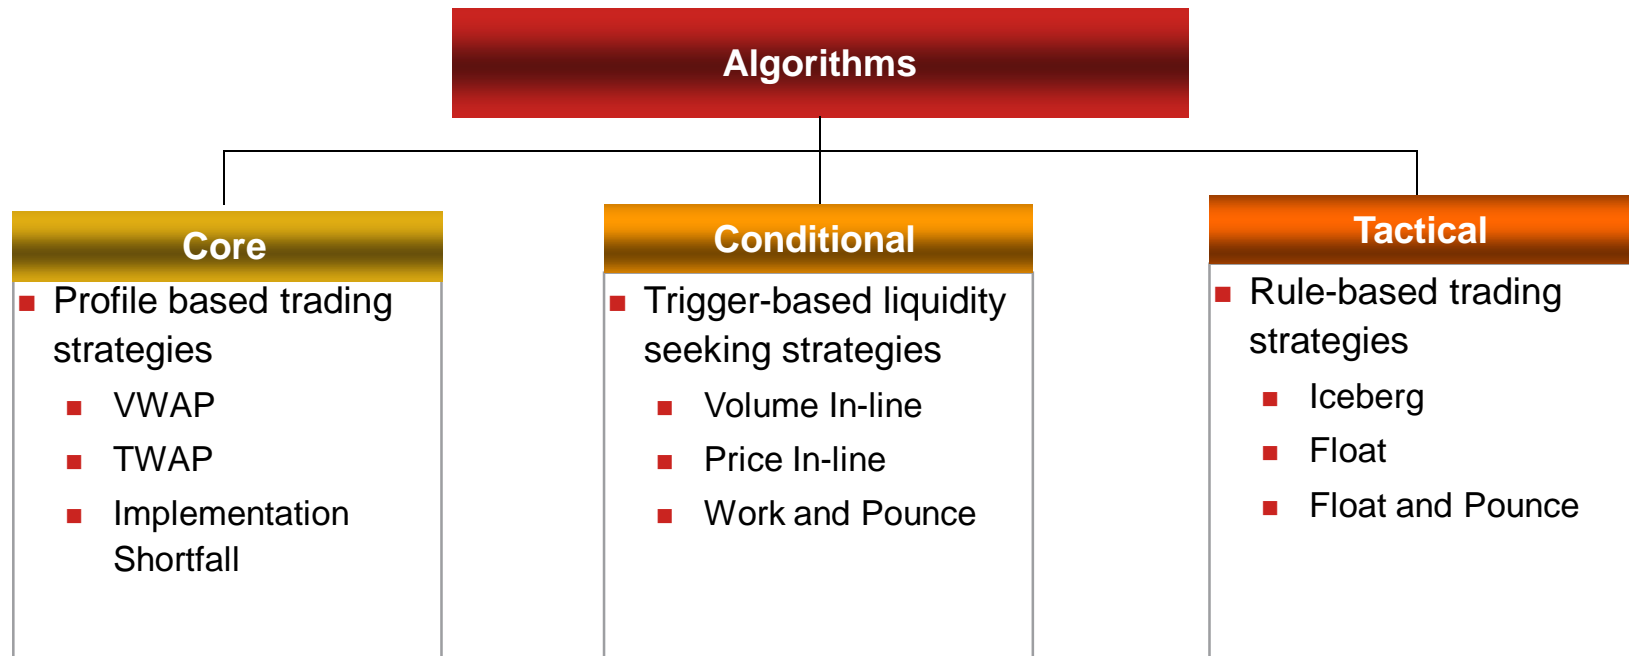 Algorithms
Core
Profile based trading
strategies
VWAP
TWAP
Implementation
Shortfall
Conditional
Trigger-based liquidity
seeking strategies
Volume In-line
Price In-line
Work and Pounce
Tactical
Rule-based trading
strategies
Iceberg
Float
Float and Pounce